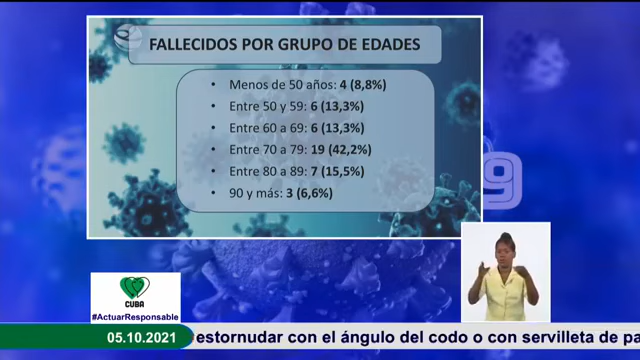 FALLECIDOS POR GRUPO DE EDADES
• Menos de 50 años: 4 (8,8%)
• Entre 50 y 59: 6 (13,3%)
• Entre 60 a 69: 6 (13,3%)
• Entre 70 a 79: 19 (42,2%)
• Entre 80 a 89: 7 (15,5%)
• 90 y más: 3 (6,6%)
9
CUBA
#ActuarResponsable
05.10.2021 estornudar con el ángulo del codo o con servilleta de pa